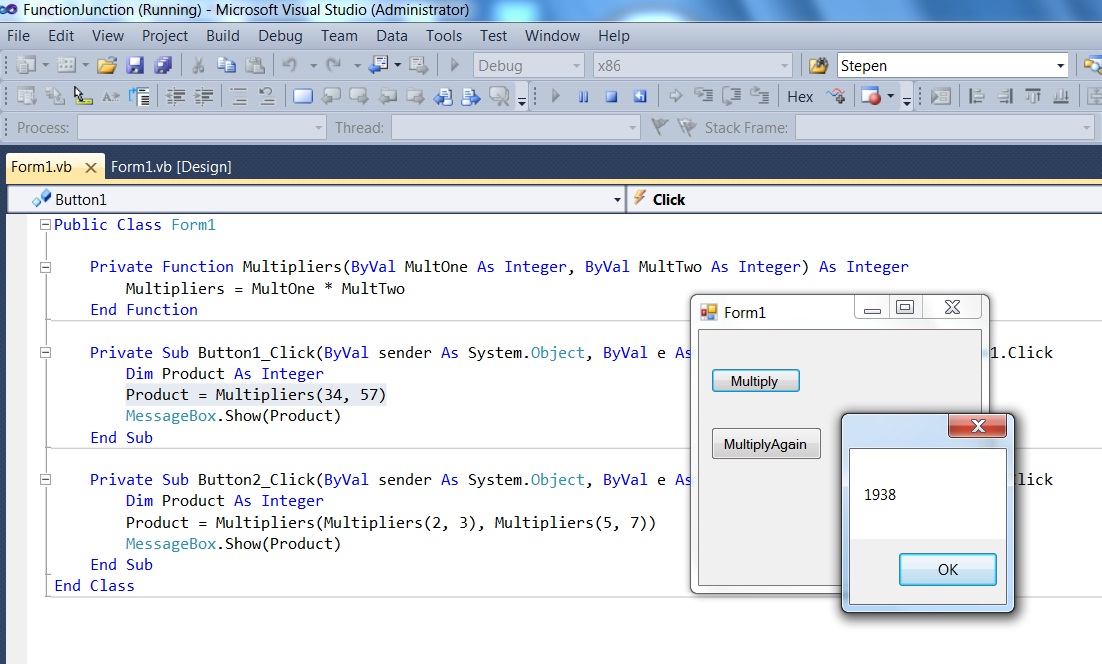 FunctionJunction (Running) - Microsoft Visual Studio (Administrator)
File Edit View Project Build Debug Team Data Tools Test Window Help
Debug x86 Stepen
Hex
Process: Thread: Stack Frame:
Form1.vb Form1.vb [Design]
Button1 Click
Public Class Form1
Private Function Multipliers(ByVal MultOne As Integer, ByVal MultTwo As Integer) As Integer
Multipliers = MultOne * MultTwo
End Function
Private Sub Button1_Click(ByVal sender As System.Object, ByVal e As
1.Click
Dim Product As Integer
Product = Multipliers(34, 57)
MessageBox.Show(Product)
End Sub
Private Sub Button2_Click(ByVal sender As System.Object, ByVal e As
lick
Dim Product As Integer
Product = Multipliers(Multipliers(2, 3), Multipliers(5, 7))
MessageBox.Show(Product)
End Sub
End Class
Form1
Multiply
MultiplyAgain
1938
OK